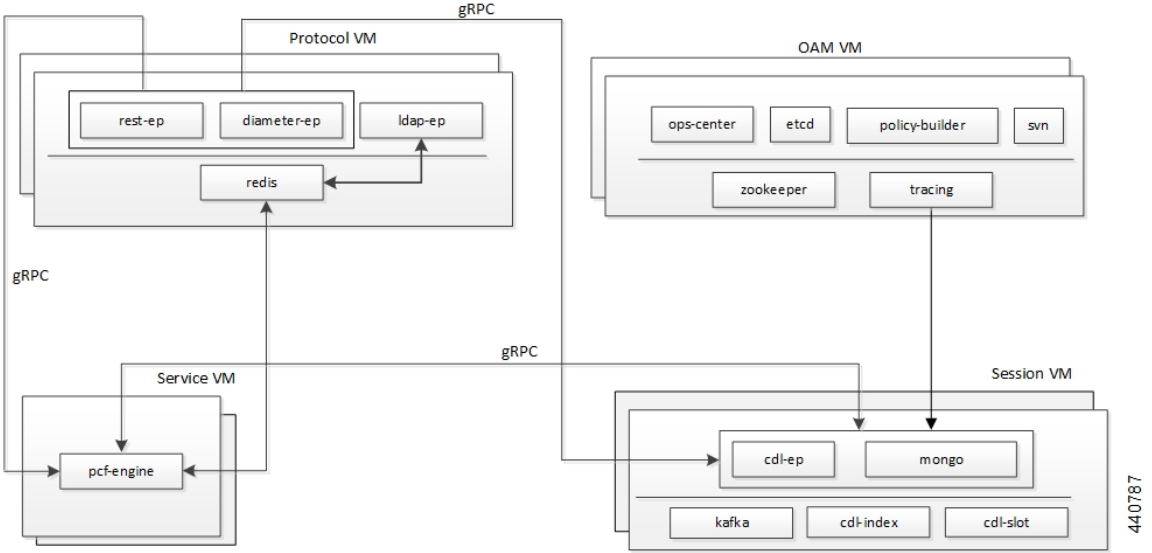 gRPC
Protocol VM
OAM VM
rest-ep
diameter-ep
ldap-ep
ops-center
etcd
policy-builder
svn
redis
zookeeper
tracing
gRPC
gRPC
Service VM
Session VM
pcf-engine
cdl-ep
mongo
kafka
cdl-index
cdl-slot
440787